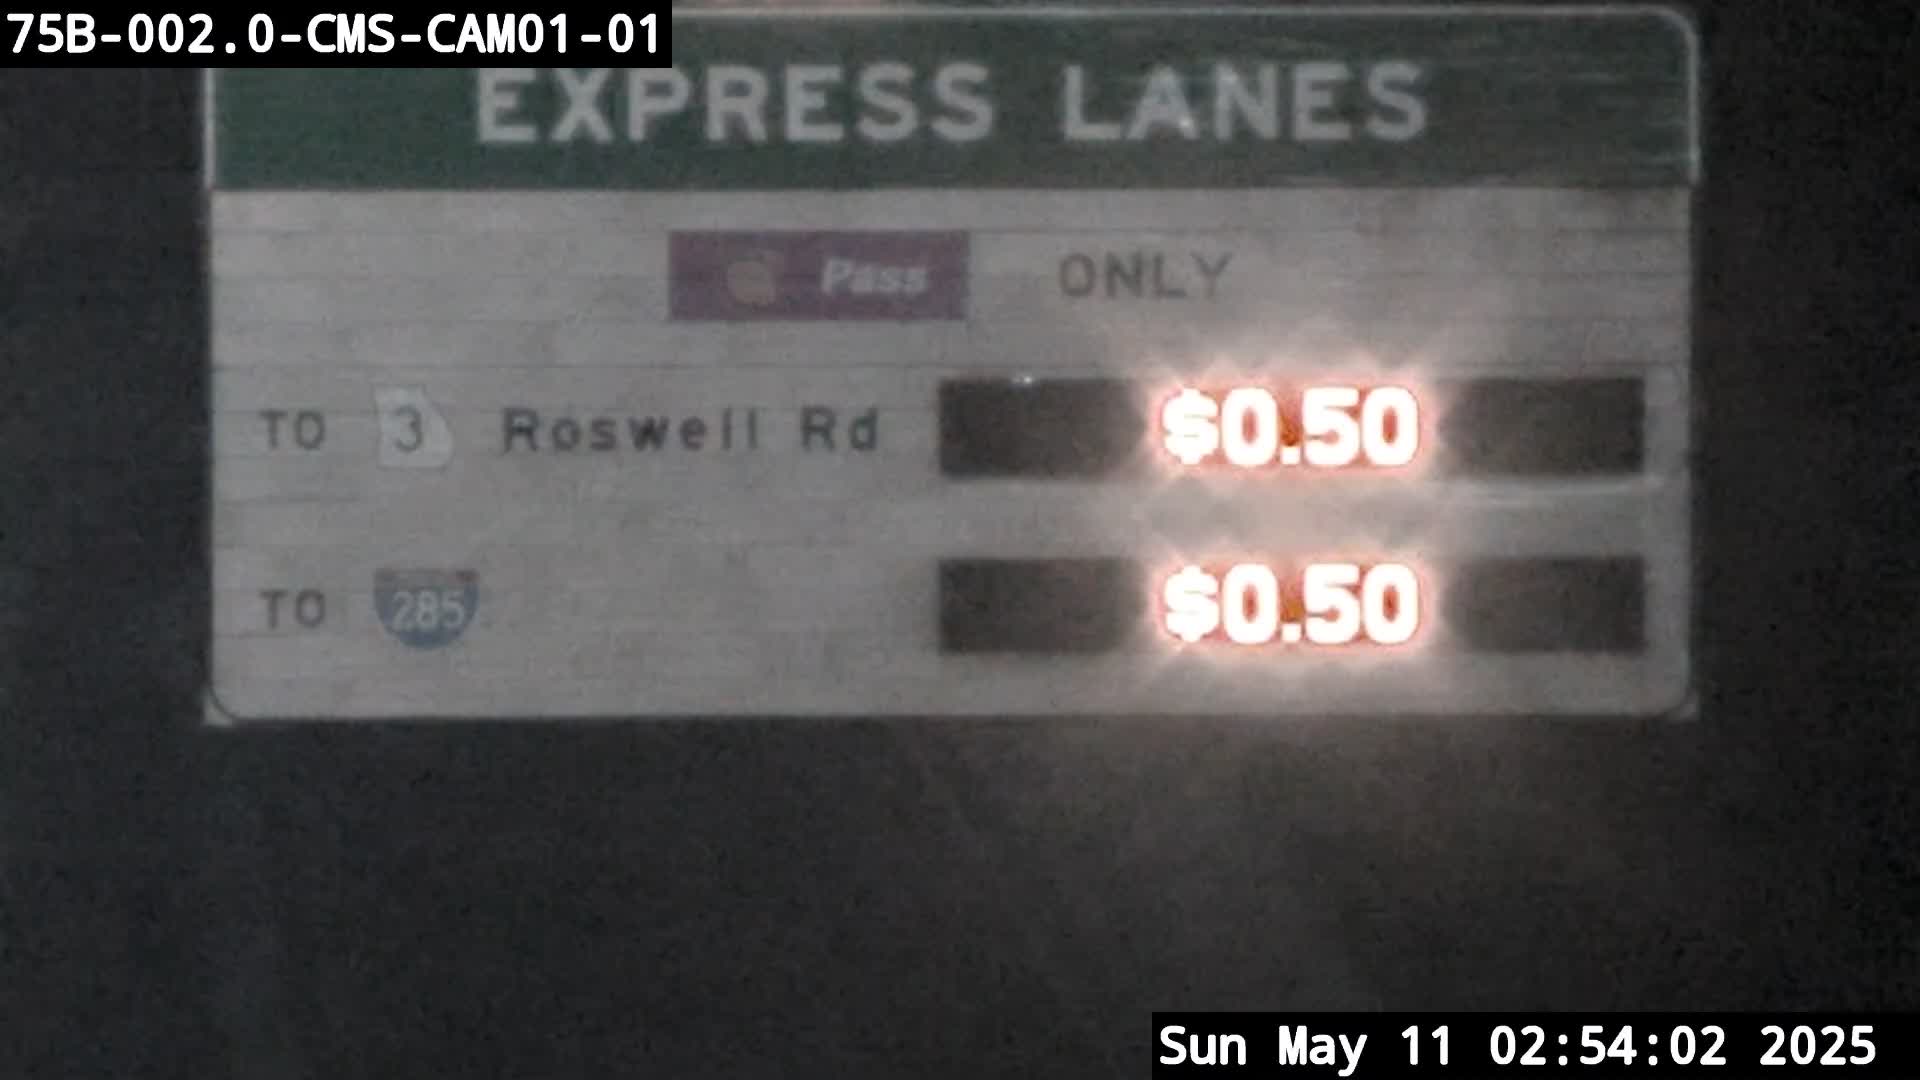 75B-002.0-CMS-CAM01-01
EXPRESS LANES
Pass ONLY
TO 3 Roswell Rd $0.50
TO 285 $0.50
Sun May 11 02:54:02 2025